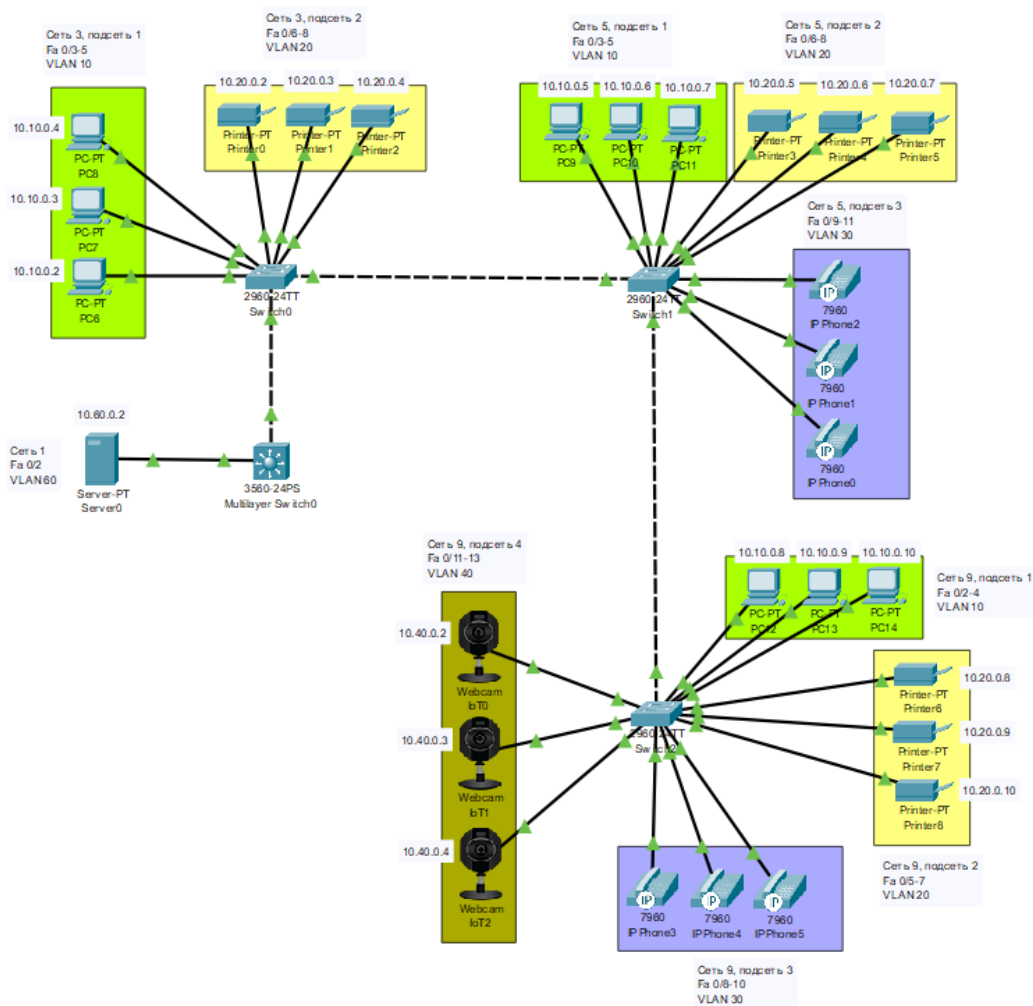 Сеть 3, подсеть 1
Fa 0/3-5
VLAN 10
Сеть 3, подсеть 2
Fa 0/6-8
VLAN 20
10.20.0.2
10.20.0.3
10.20.0.4
Printer-PT
Printer0
Printer-PT
Printer1
Printer-PT
Printer2
10.10.0.4
PC-PT
PC8
10.10.0.3
PC-PT
PC7
10.10.0.2
PC-PT
PC6
2960-24TT
Switch0
Сеть 5, подсеть 1
Fa 0/3-5
VLAN 10
10.10.0.5
10.10.0.6
10.10.0.7
PC-PT
PC9
PC-PT
PC10
PC-PT
PC11
Сеть 5, подсеть 2
Fa 0/6-8
VLAN 20
10.20.0.5
10.20.0.6
10.20.0.7
Printer-PT
Printer3
Printer-PT
Printer4
Printer-PT
Printer5
Сеть 5, подсеть 3
Fa 0/9-11
VLAN 30
2960-24TT
Switch1
IP
7960
IP Phone2
IP
7960
IP Phone1
IP
7960
IP Phone0
10.60.0.2
Сеть 1
Fa 0/2
VLAN 60
Server-PT
Server0
3560-24PS
Multilayer Switch0
Сеть 9, подсеть 4
Fa 0/11-13
VLAN 40
10.40.0.2
Webcam
IoT0
10.40.0.3
Webcam
IoT1
10.40.0.4
Webcam
IoT2
10.10.0.8
10.10.0.9
10.10.0.10
PC-PT
PC12
PC-PT
PC13
PC-PT
PC14
Сеть 9, подсеть 1
Fa 0/2-4
VLAN 10
2960-24TT
Switch2
Printer-PT
Printer6
10.20.0.8
Printer-PT
Printer7
10.20.0.9
Printer-PT
Printer8
10.20.0.10
Сеть 9, подсеть 2
Fa 0/5-7
VLAN 20
IP
7960
IP Phone3
IP
7960
IP Phone4
IP
7960
IP Phone5
Сеть 9, подсеть 3
Fa 0/8-10
VLAN 30